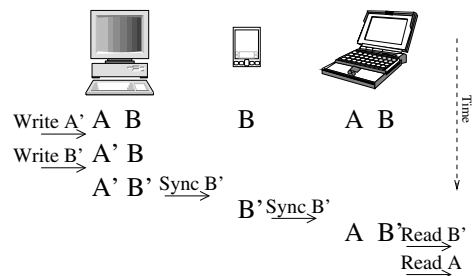 Write A' A B B A B
Write B' A' B
A' B' Sync B'
B' Sync B'
A B' Read B'
Read A
Time